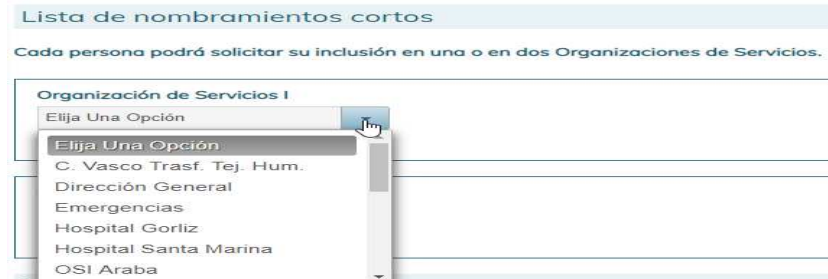 Lista de nombramientos cortos
Cada persona podrá solicitar su inclusión en una o en dos Organizaciones de Servicios.
Organización de Servicios I
Elija Una Opción
Elija Una Opción
C. Vasco Trasf. Tej. Hum.
Dirección General
Emergencias
Hospital Gorliz
Hospital Santa Marina
OSI Araba